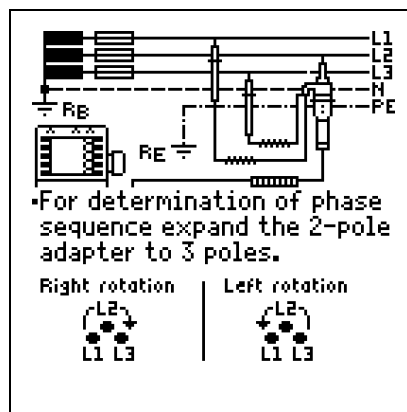 L1
L2
L3
N
PE
RB
RE
•For determination of phase
sequence expand the 2-pole
adapter to 3 poles.
Right rotation
Left rotation
L2
L2
L1 L3
L1 L3